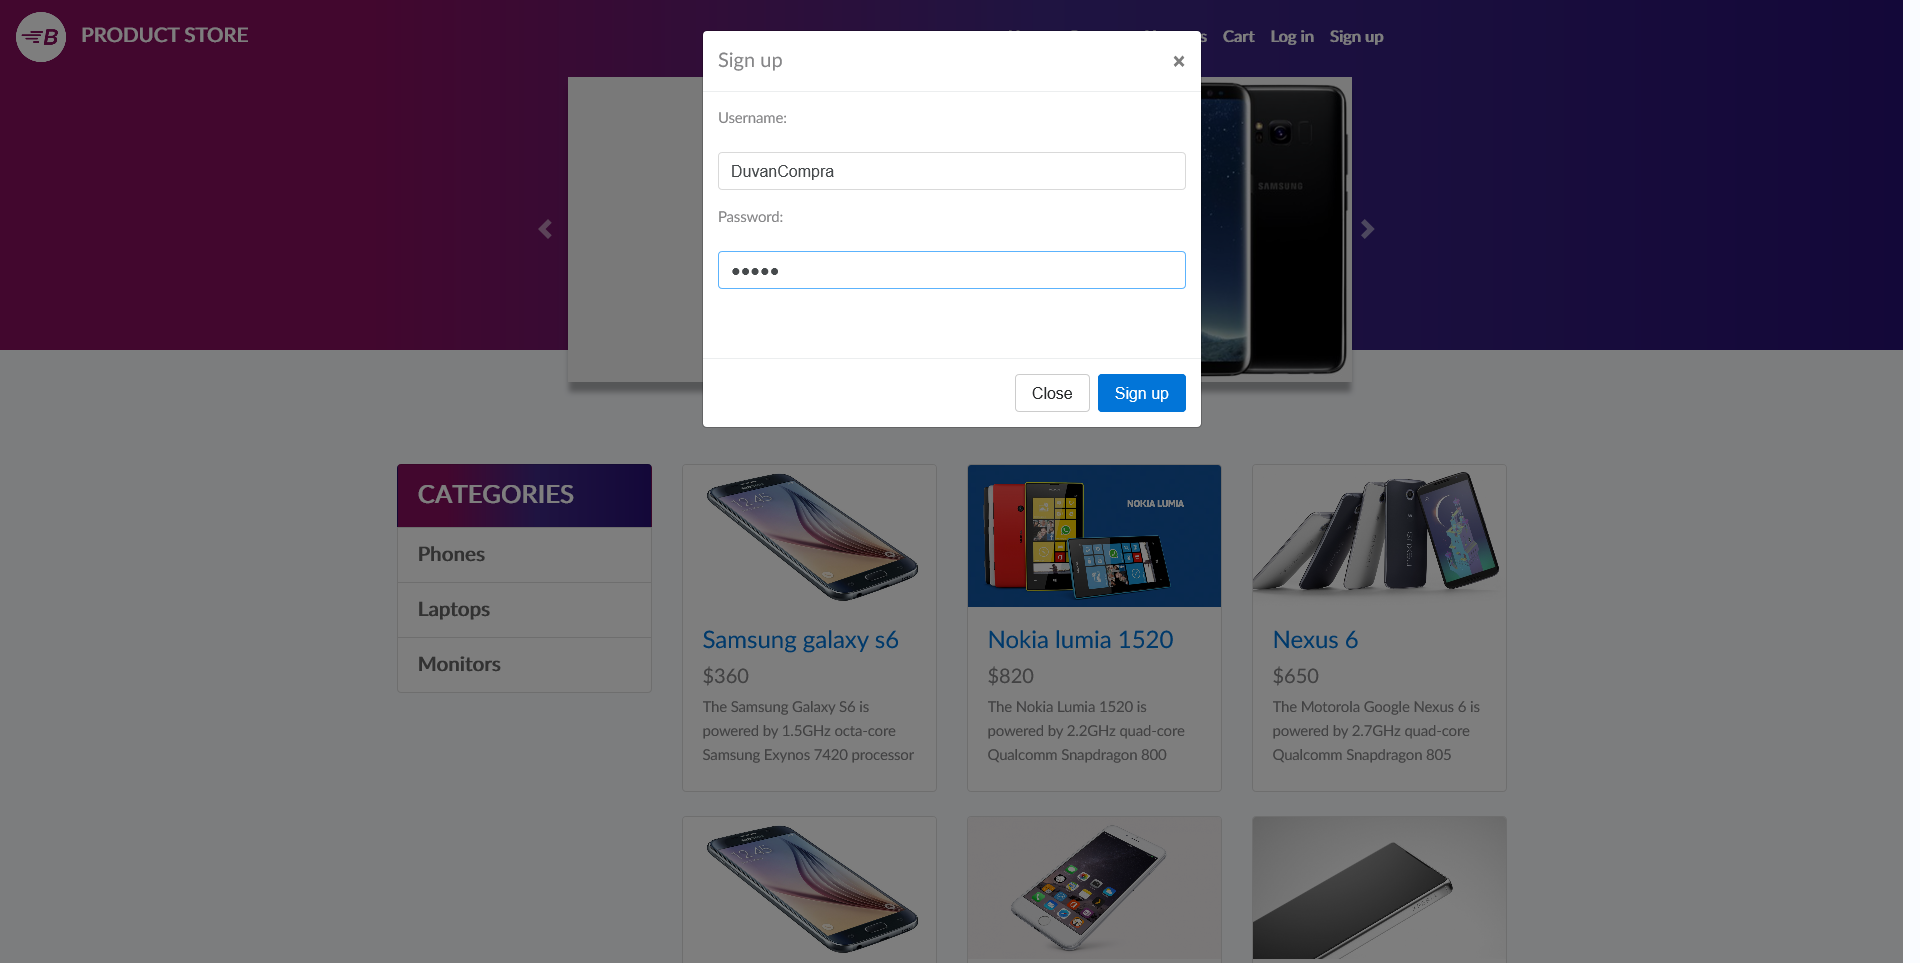 B PRODUCT STORE
Cart Log in Sign up
Sign up
×
Username:
DuvanCompra
Password:
•••••
Close Sign up
SAMSUNG
CATEGORIES
Phones
Laptops
Monitors
12:45
NOKIA LUMIA
Samsung galaxy s6
$360
The Samsung Galaxy S6 is
powered by 1.5GHz octa-core
Samsung Exynos 7420 processor
Nokia lumia 1520
$820
The Nokia Lumia 1520 is
powered by 2.2GHz quad-core
Qualcomm Snapdragon 800
Nexus 6
$650
The Motorola Google Nexus 6 is
powered by 2.7GHz quad-core
Qualcomm Snapdragon 805
12:45